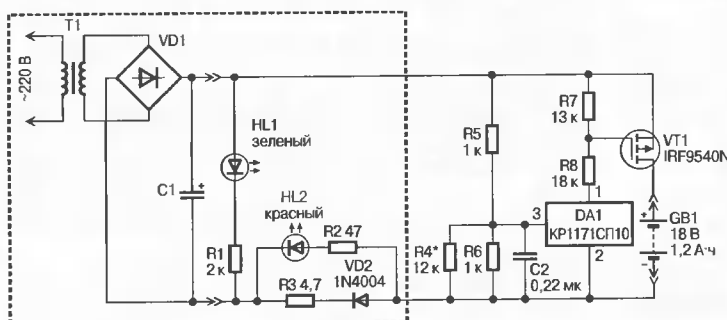 T1
VD1
~220 В
HL1
зеленый
HL2
красный
R2 47
C1
+
R1
2 к
R3 4,7
VD2
1N4004
R5
1 к
R4*
12 к
R6
1 к
C2
0,22 мк
R7
13 к
R8
18 к
1
3
DA1
КР1171СП10
2
VT1
IRF9540N
+
GB1
18 В
1,2 А·ч
−